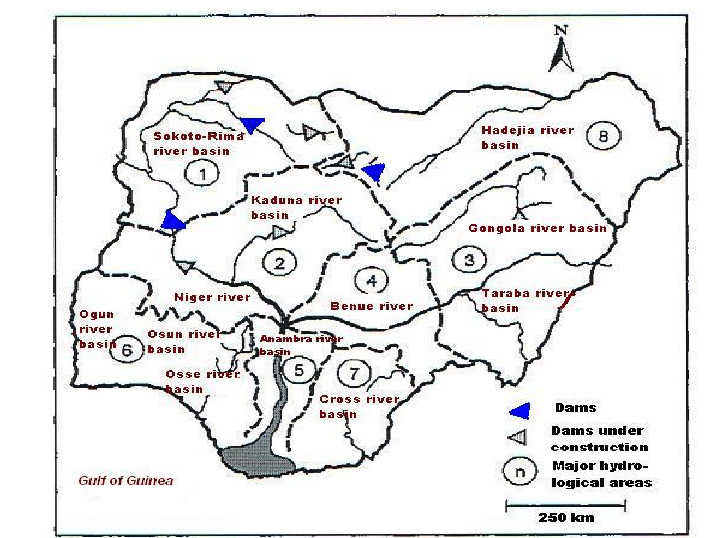 N
Sokoto-Rima
river basin
1
Hadejia river
basin
8
Kaduna river
basin
2
Gongola river basin
3
4
Niger river
Benue river
Taraba river
basin
Ogun
river
basin
6
Osun river
basin
Anambra river
basin
5
7
Osse river
basin
Cross river
basin
Gulf of Guinea
Dams
Dams under
construction
n
Major hydro-
logical areas
250 km